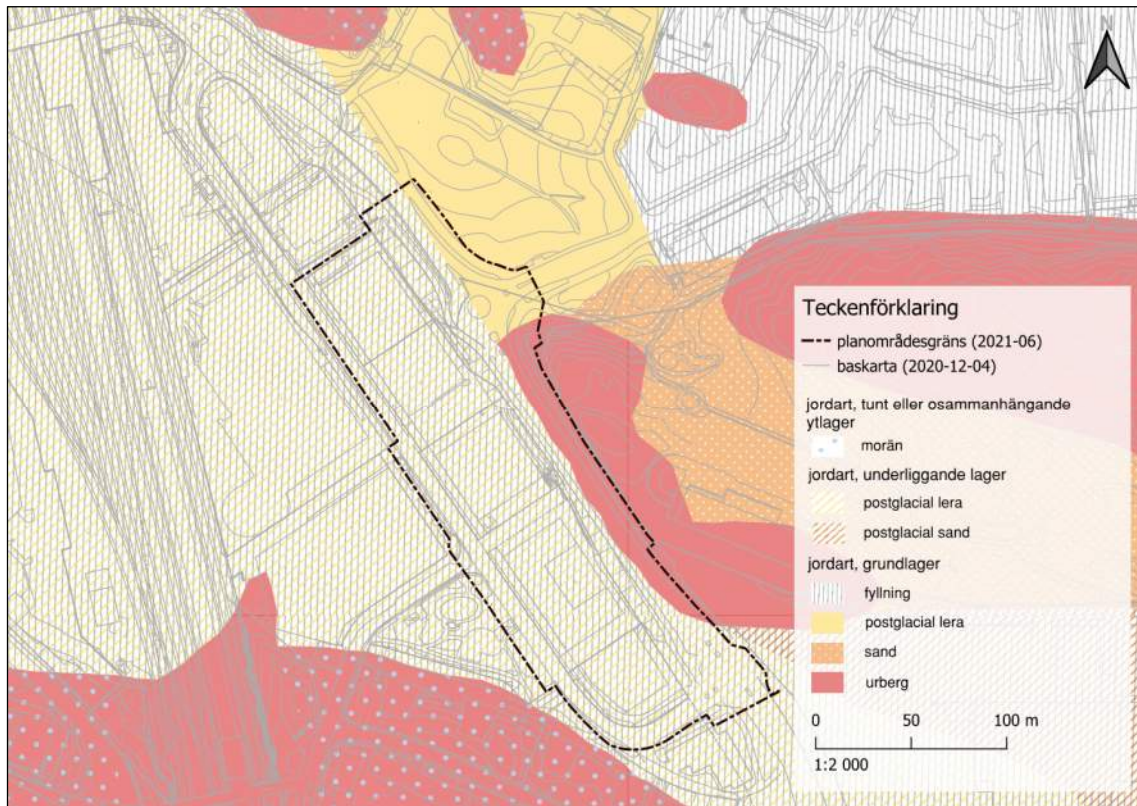 N
Teckenförklaring
planområdesgräns (2021-06)
baskarta (2020-12-04)
jordart, tunt eller osammanhängande
ytlager
morän
jordart, underliggande lager
postglacial lera
postglacial sand
jordart, grundlager
fyllning
postglacial lera
sand
urberg
0 50 100 m
1:2 000